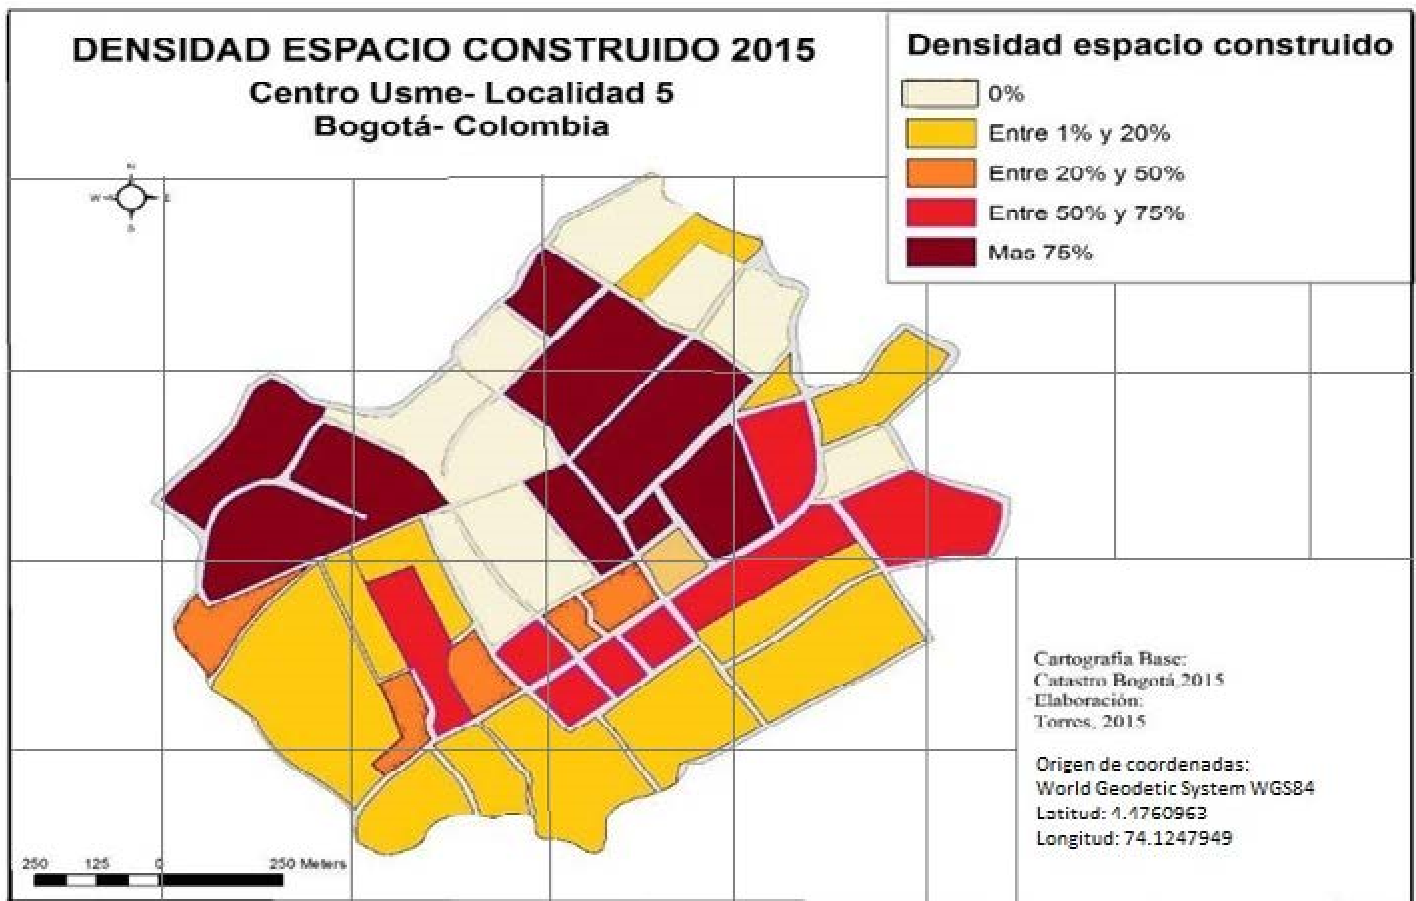 DENSIDAD ESPACIO CONSTRUIDO 2015
Centro Usme- Localidad 5
Bogotá- Colombia
Densidad espacio construido
0%
Entre 1% y 20%
Entre 20% y 50%
Entre 50% y 75%
Mas 75%
N
W
E
S
Cartografía Base:
Catastro Bogotá,2015
Elaboración:
Torres, 2015
Origen de coordenadas:
World Geodetic System WGS84
Latitud: 4.4760963
Longitud: 74.1247949
250 125 0 250 Meters